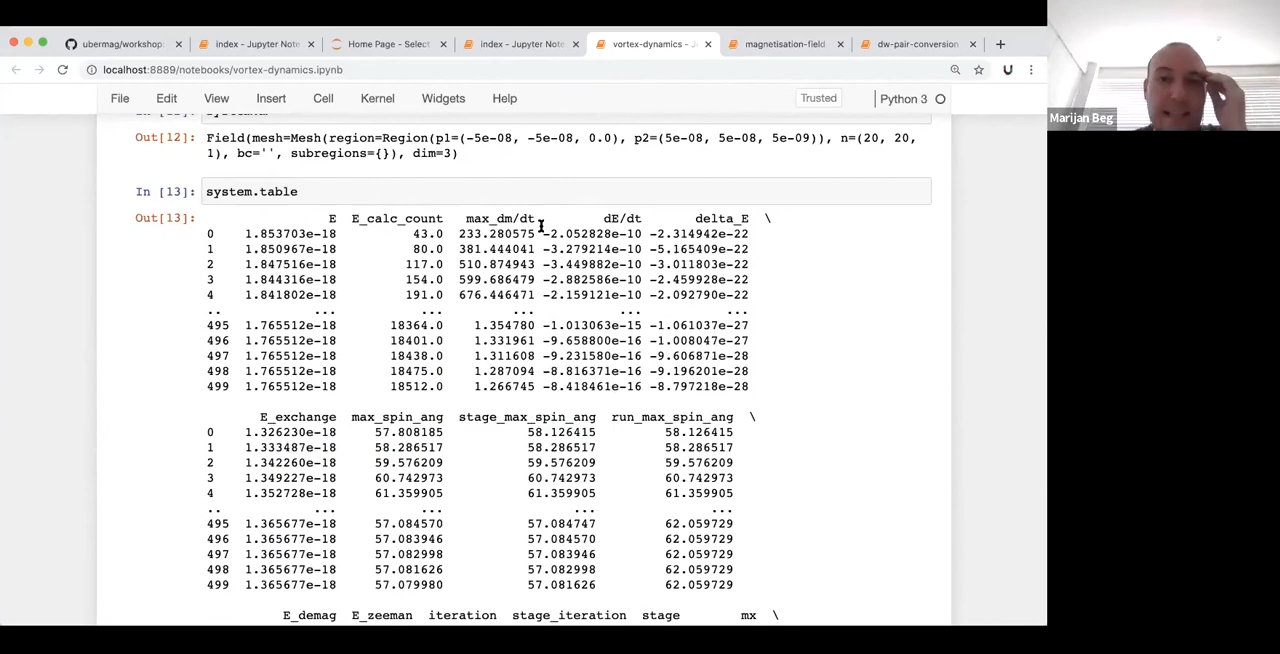 ubermag/workshop
index - Jupyter Note
Home Page - Select
index - Jupyter Note
vortex-dynamics - J
magnetisation-field
dw-pair-conversion
localhost:8889/notebooks/vortex-dynamics.ipynb
File Edit View Insert Cell Kernel Widgets Help Trusted Python 3
Out[12]: Field(mesh=Mesh(region=Region(p1=(-5e-08, -5e-08, 0.0), p2=(5e-08, 5e-08, 5e-09)), n=(20, 20,
1), bc='', subregions={}), dim=3)
In [13]: system.table
Out[13]: E E_calc_count max_dm/dt dE/dt delta_E \
0 1.853703e-18 43.0 233.280575 -2.052828e-10 -2.314942e-22
1 1.850967e-18 80.0 381.444041 -3.279214e-10 -5.165409e-22
2 1.847516e-18 117.0 510.874943 -3.449882e-10 -3.011803e-22
3 1.844316e-18 154.0 599.686479 -2.882586e-10 -2.459928e-22
4 1.841802e-18 191.0 676.446471 -2.159121e-10 -2.092790e-22
.. ... ... ... ... ...
495 1.765512e-18 18364.0 1.354780 -1.013063e-15 -1.061037e-27
496 1.765512e-18 18401.0 1.331961 -9.658800e-16 -1.008047e-27
497 1.765512e-18 18438.0 1.311608 -9.231580e-16 -9.606871e-28
498 1.765512e-18 18475.0 1.287094 -8.816371e-16 -9.196201e-28
499 1.765512e-18 18512.0 1.266745 -8.418461e-16 -8.797218e-28
E_exchange max_spin_ang stage_max_spin_ang run_max_spin_ang \
0 1.326230e-18 57.808185 58.126415 58.126415
1 1.333487e-18 58.286517 58.286517 58.286517
2 1.342260e-18 59.576209 59.576209 59.576209
3 1.349227e-18 60.742973 60.742973 60.742973
4 1.352728e-18 61.359905 61.359905 61.359905
.. ... ... ... ...
495 1.365677e-18 57.084570 57.084747 62.059729
496 1.365677e-18 57.083946 57.084570 62.059729
497 1.365677e-18 57.082998 57.083946 62.059729
498 1.365677e-18 57.081626 57.082998 62.059729
499 1.365677e-18 57.079980 57.081626 62.059729
E_demag E_zeeman iteration stage_iteration stage mx \
Marijan Beg